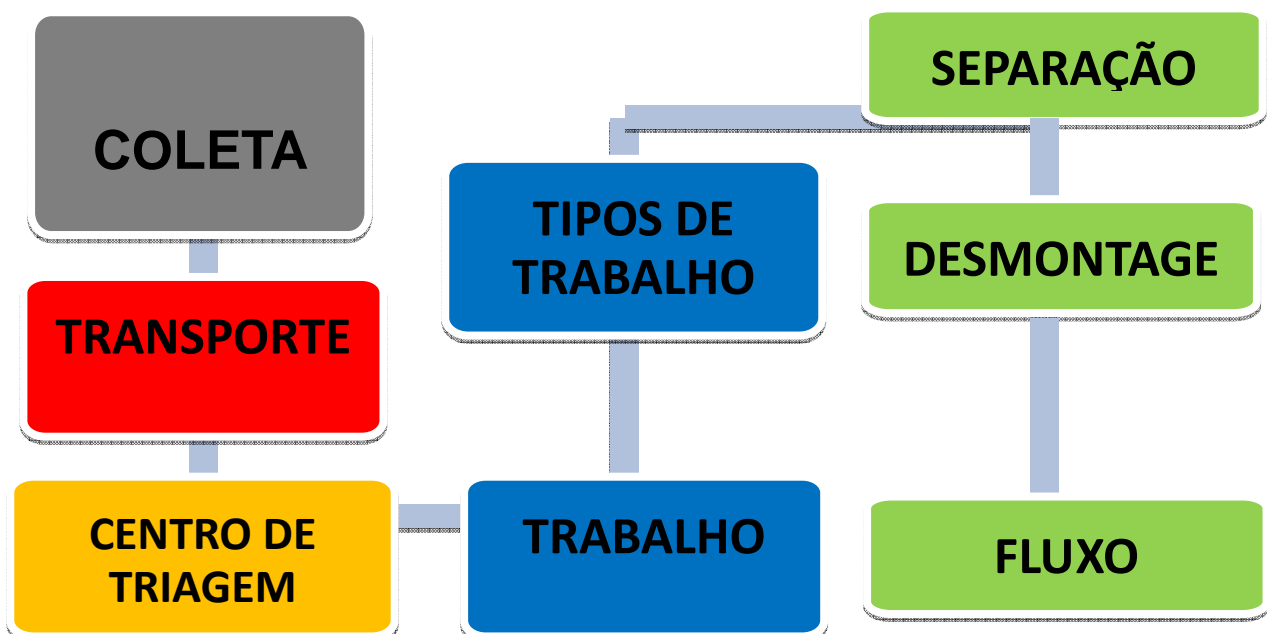 COLETA
TRANSPORTE
CENTRO DE
TRIAGEM
TRABALHO
TIPOS DE
TRABALHO
SEPARAÇÃO
DESMONTAGE
FLUXO